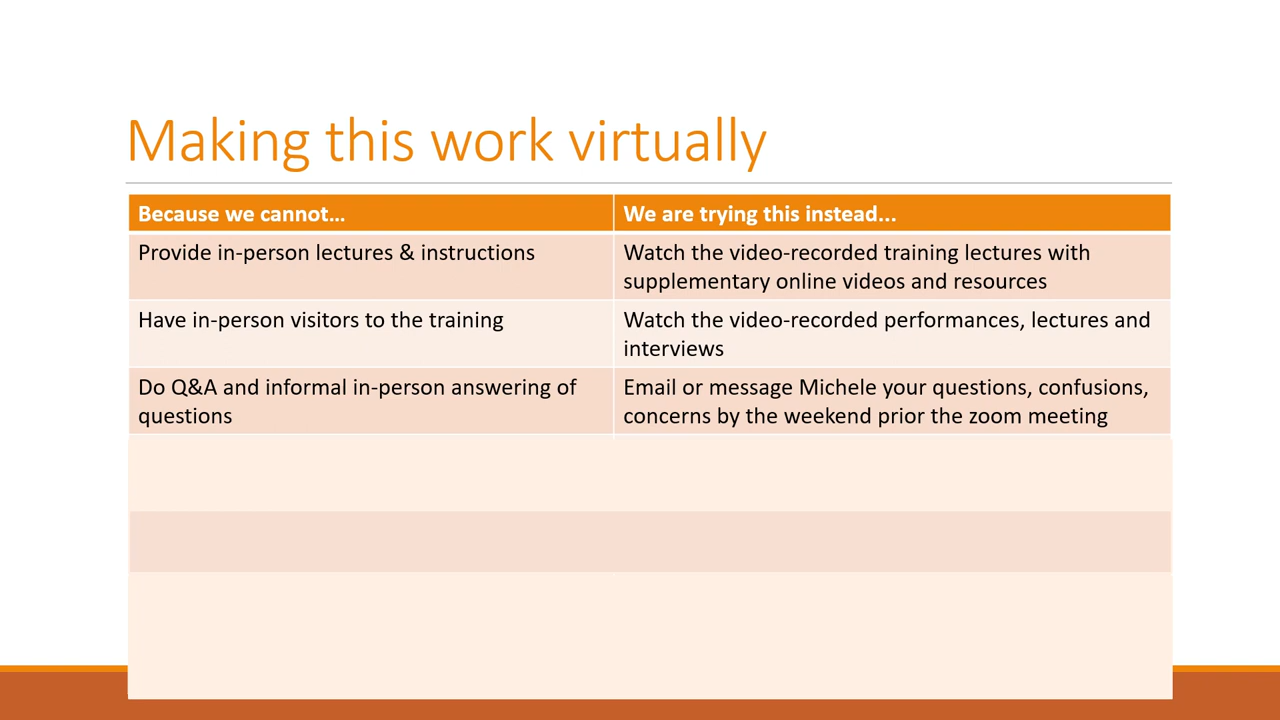 Making this work virtually
Because we cannot…
We are trying this instead...
Provide in-person lectures & instructions
Watch the video-recorded training lectures with
supplementary online videos and resources
Have in-person visitors to the training
Watch the video-recorded performances, lectures and
interviews
Do Q&A and informal in-person answering of
questions
Email or message Michele your questions, confusions,
concerns by the weekend prior the zoom meeting